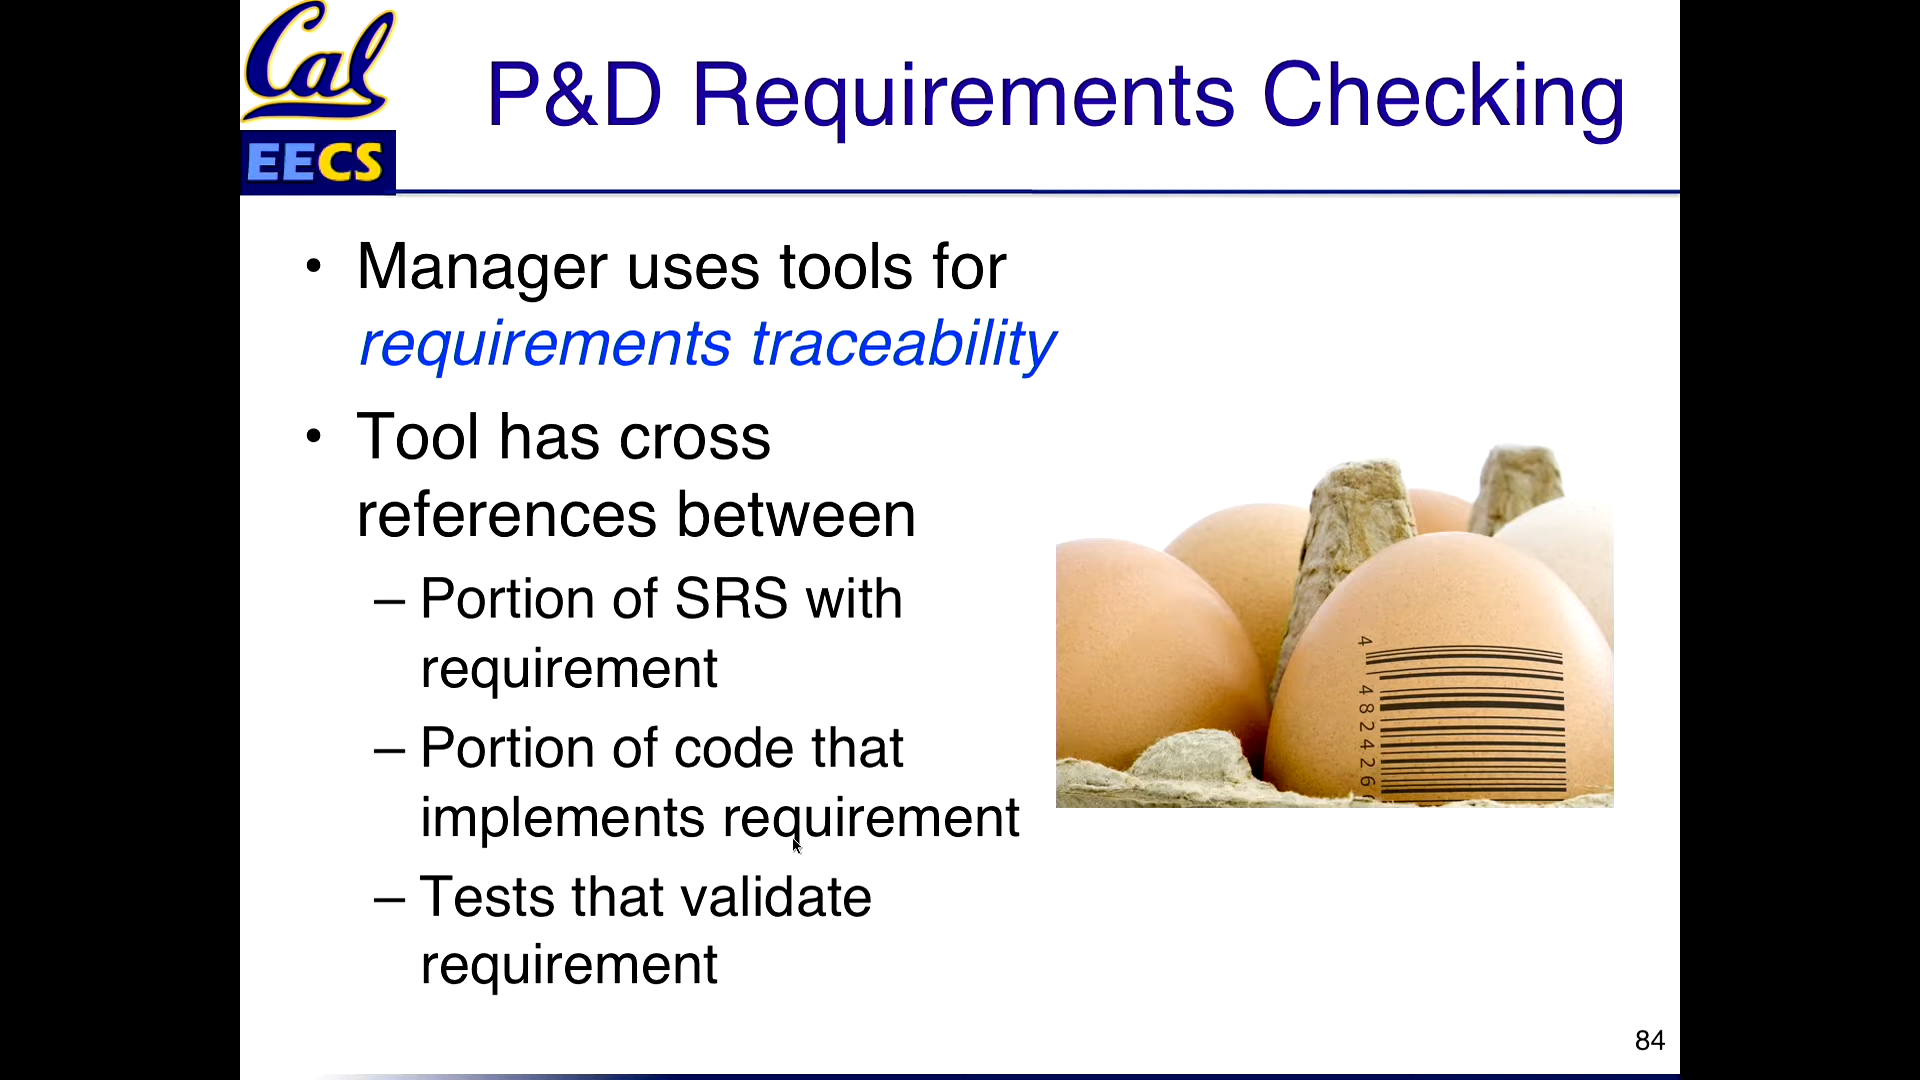 Cal
EECS
P&D Requirements Checking
• Manager uses tools for
requirements traceability
• Tool has cross
references between
– Portion of SRS with
requirement
– Portion of code that
implements requirement
– Tests that validate
requirement
4 482426
84